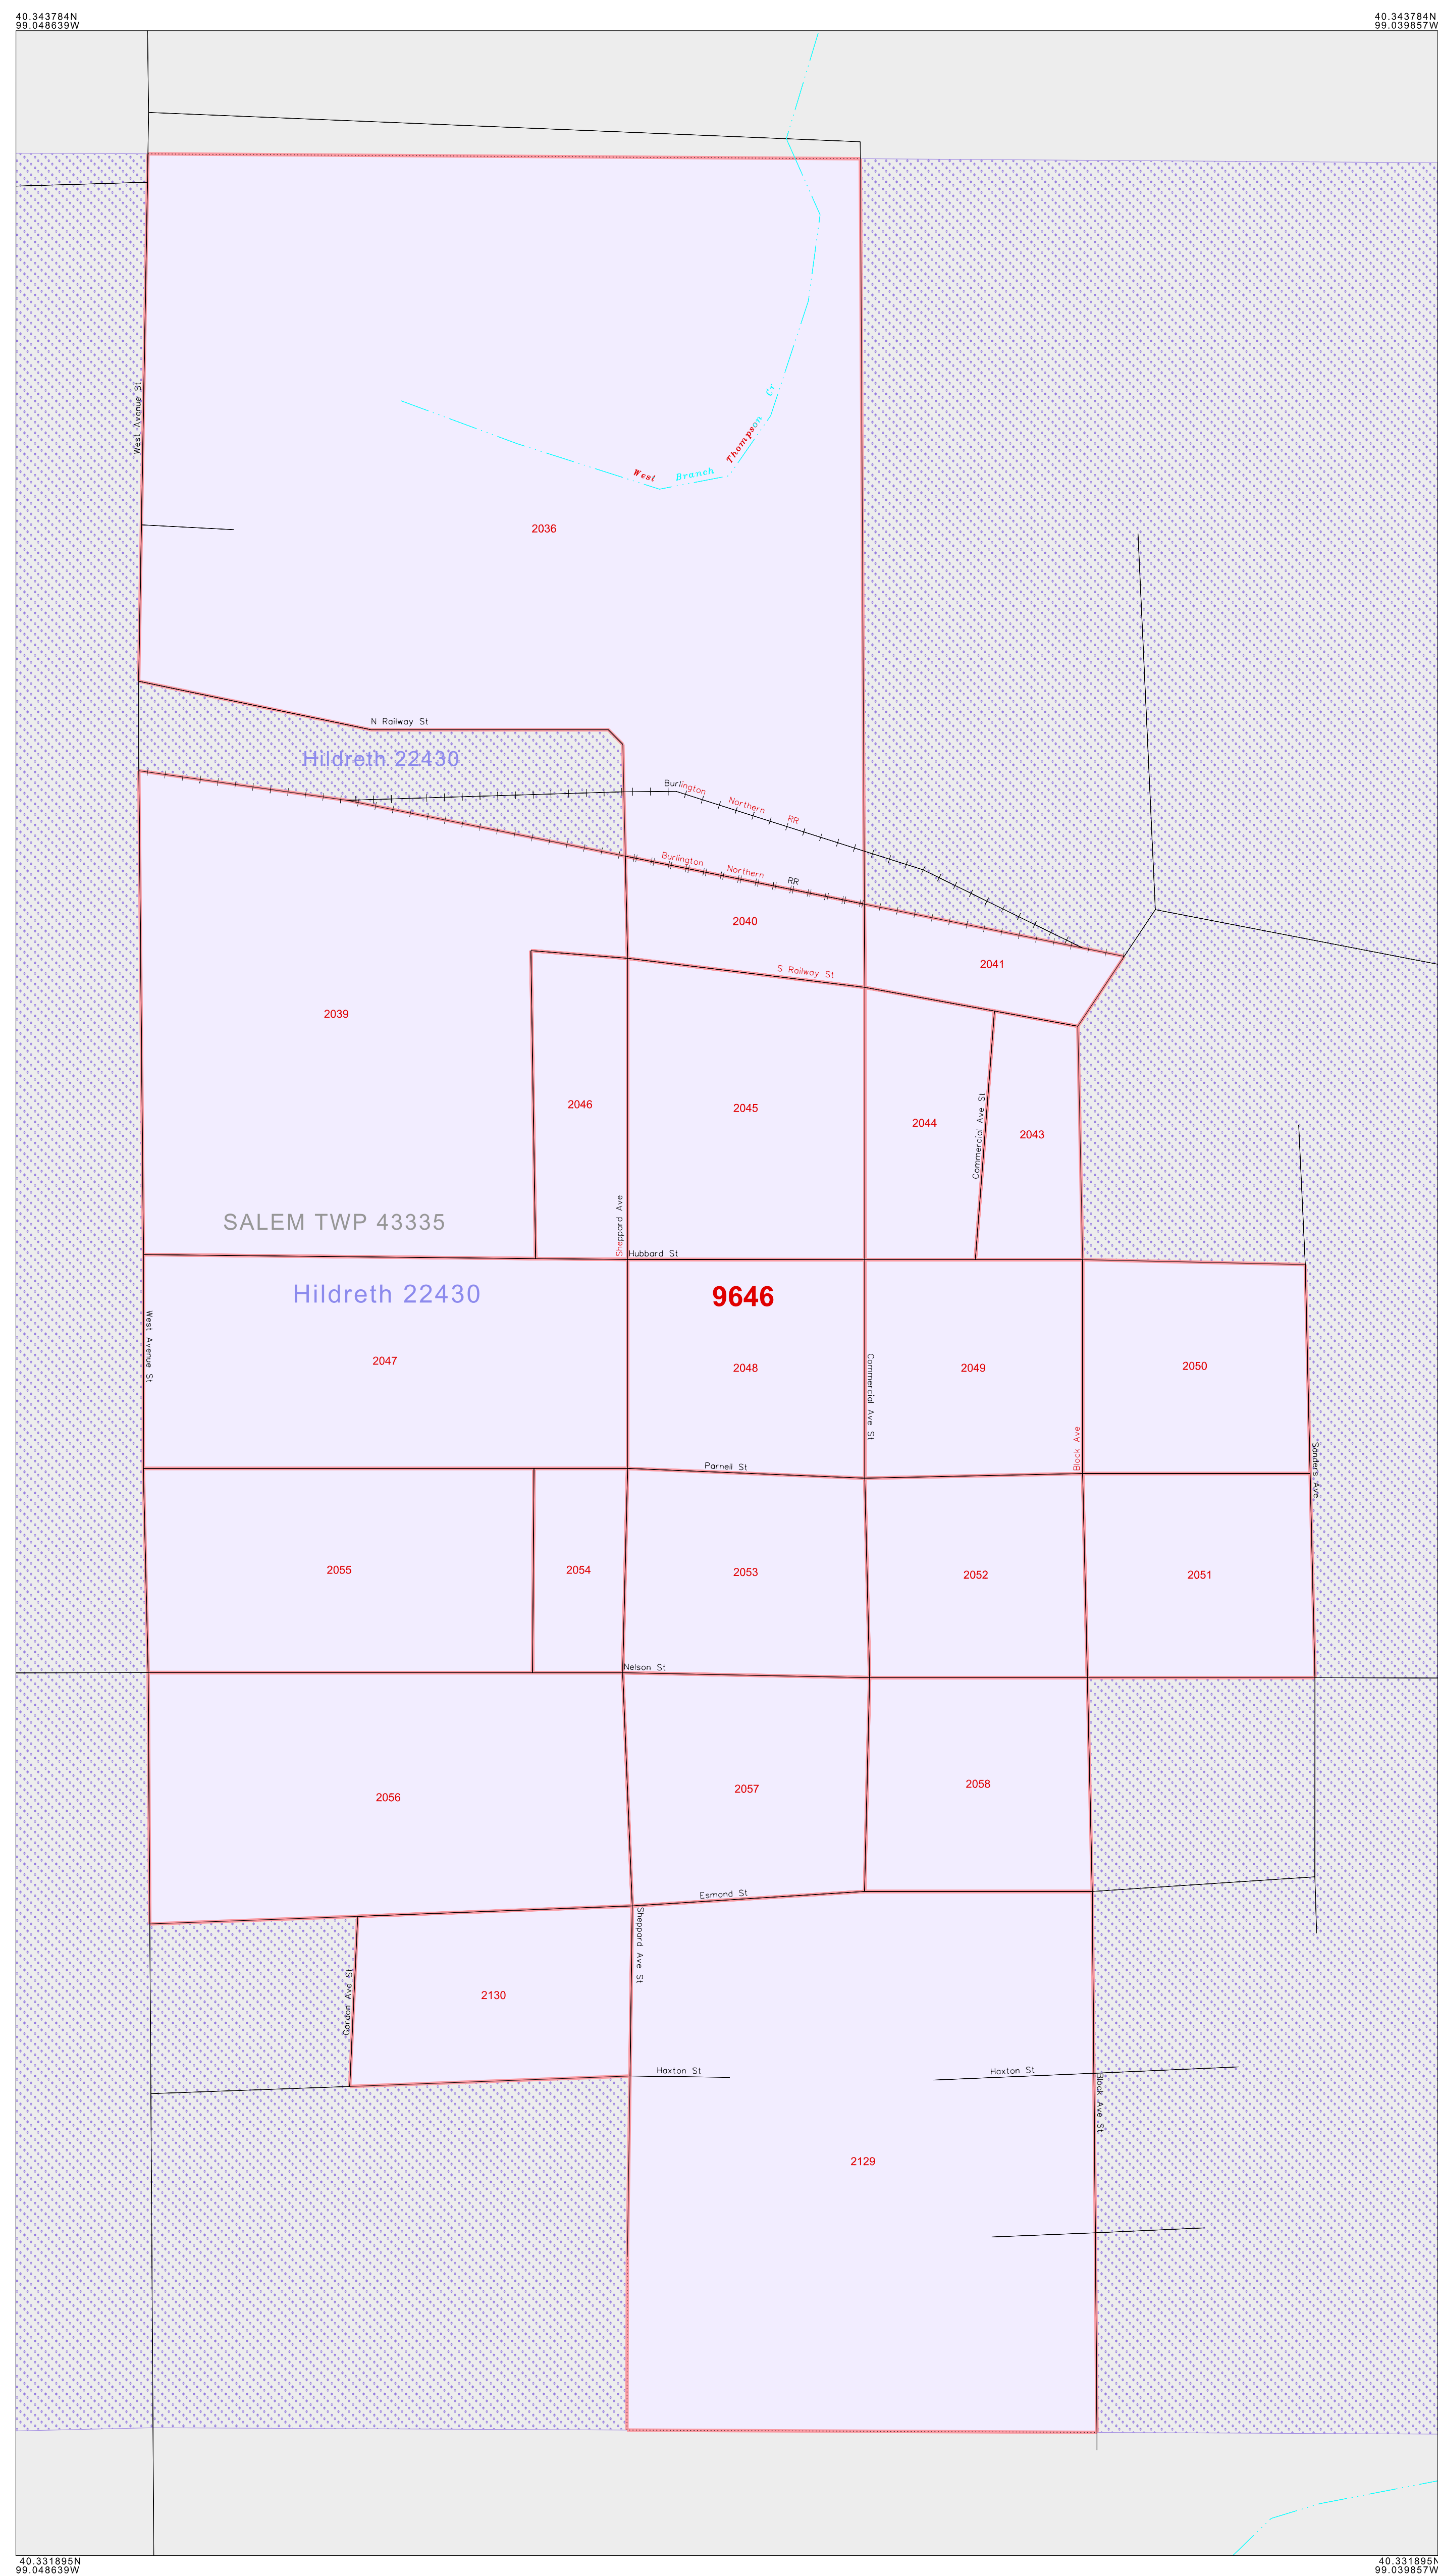 40.343784N
99.048639W
40.343784N
99.039857W
West Avenue St
West Branch Thompson Cr
2036
N Railway St
Hildreth 22430
Burlington Northern RR
Burlington Northern RR
2040
S Railway St
2041
2039
2046
2045
2044
Commercial Ave St
2043
SALEM TWP 43335
Sheppard Ave
Hubbard St
Hildreth 22430
9646
West Avenue St
2047
2048
Commercial Ave St
2049
2050
Block Ave
Sanders Ave
Parnell St
2055
2054
2053
2052
2051
Nelson St
2056
2057
2058
Esmond St
Sheppard Ave St
Gordon Ave St
2130
Haxton St
Haxton St
Block Ave St
2129
40.331895N
99.048639W
40.331895N
99.039857W